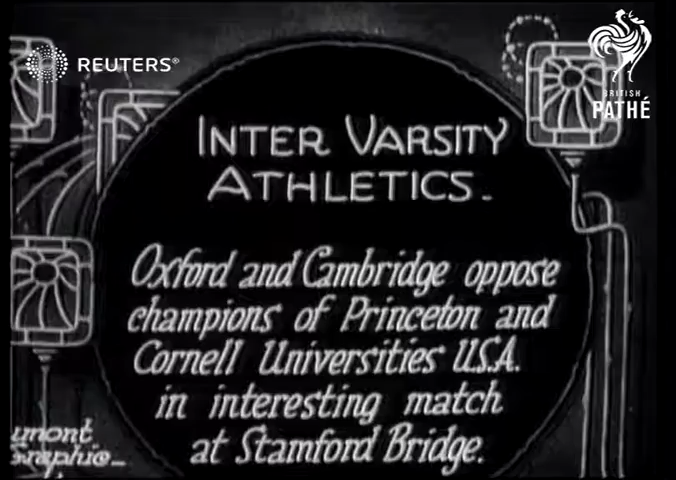 REUTERS®
BRITISH
PATHÉ
INTER VARSITY
ATHLETICS_
Oxford and Cambridge oppose
champions of Princeton and
Cornell Universities U.S.A.
in interesting match
at Stamford Bridge.